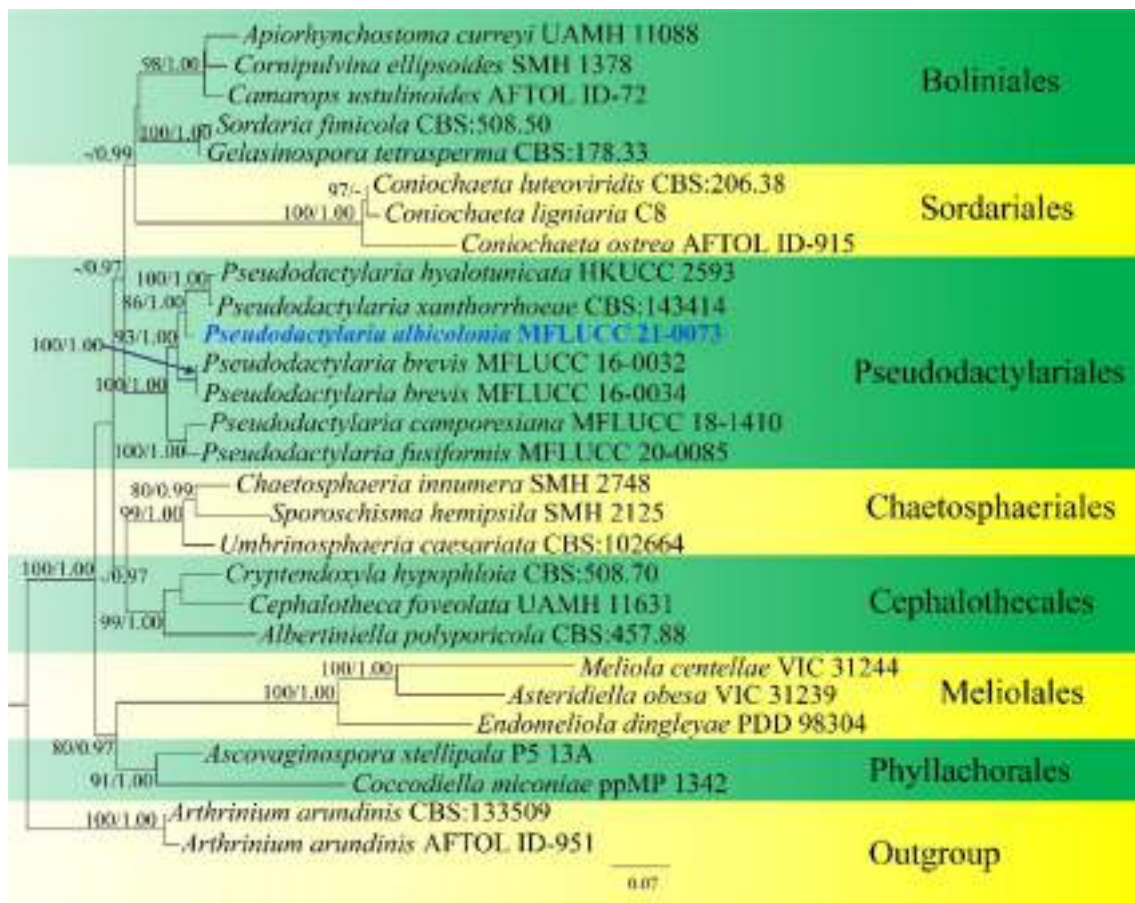 Apiorhynchostoma curreyi UAMH 11088
98/1.00
Cornipulvina ellipsoides SMH 1378
Boliniales
Camarops ustulinoides AFTOL ID-72
100/1.00
Sordaria fimicola CBS:508.50
-/0.99
Gelasinospora tetrasperma CBS:178.33
97/-
Coniochaeta luteoviridis CBS:206.38
100/1.00
Coniochaeta ligniaria C8
Sordariales
Coniochaeta ostrea AFTOL ID-915
-/0.97
100/1.00
Pseudodactylaria hyalotunicata HKUCC 2593
86/1.00
Pseudodactylaria xanthorrhoeae CBS:143414
93/1.00
Pseudodactylaria albicolonia MFLUCC 21-0073
100/1.00
Pseudodactylaria brevis MFLUCC 16-0032
Pseudodactylariales
100/1.00
Pseudodactylaria brevis MFLUCC 16-0034
Pseudodactylaria camporesiana MFLUCC 18-1410
100/1.00
Pseudodactylaria fusiformis MFLUCC 20-0085
80/0.99
Chaetosphaeria innumera SMH 2748
99/1.00
Sporoschisma hemipsila SMH 2125
Chaetosphaeriales
Umbrinosphaeria caesariata CBS:102664
100/1.00
-/0.97
Cryptendoxyla hypophloia CBS:508.70
Cephalotheca foveolata UAMH 11631
Cephalothecales
99/1.00
Albertiniella polyporicola CBS:457.88
100/1.00
Meliola centellae VIC 31244
100/1.00
Asteridiella obesa VIC 31239
Meliolales
Endomeliola dingleyae PDD 98304
80/0.97
Ascovaginospora stellipala P5 13A
91/1.00
Coccodiella miconiae ppMP 1342
Phyllachorales
100/1.00
Arthrinium arundinis CBS:133509
Arthrinium arundinis AFTOL ID-951
Outgroup
0.07